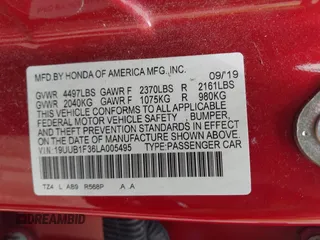 MFD.BY HONDA OF AMERICA MFG.,INC. 09/19
GVWR 4497LBS GAWR F 2370LBS R 2161LBS
GVWR 2040KG GAWR F 1075KG R 980KG
THIS VEHICLE CONFORMS TO ALL APPLICABLE
FEDERAL MOTOR VEHICLE SAFETY, BUMPER,
AND THEFT PREVENTION STANDARDS IN EFFECT
ON THE DATE OF MANUFACTURE SHOWN ABOVE.
VIN:19UUB1F36LA005495 TYPE:PASSENGER CAR
TZ4 L AB9 R568P A A
DREAMBID